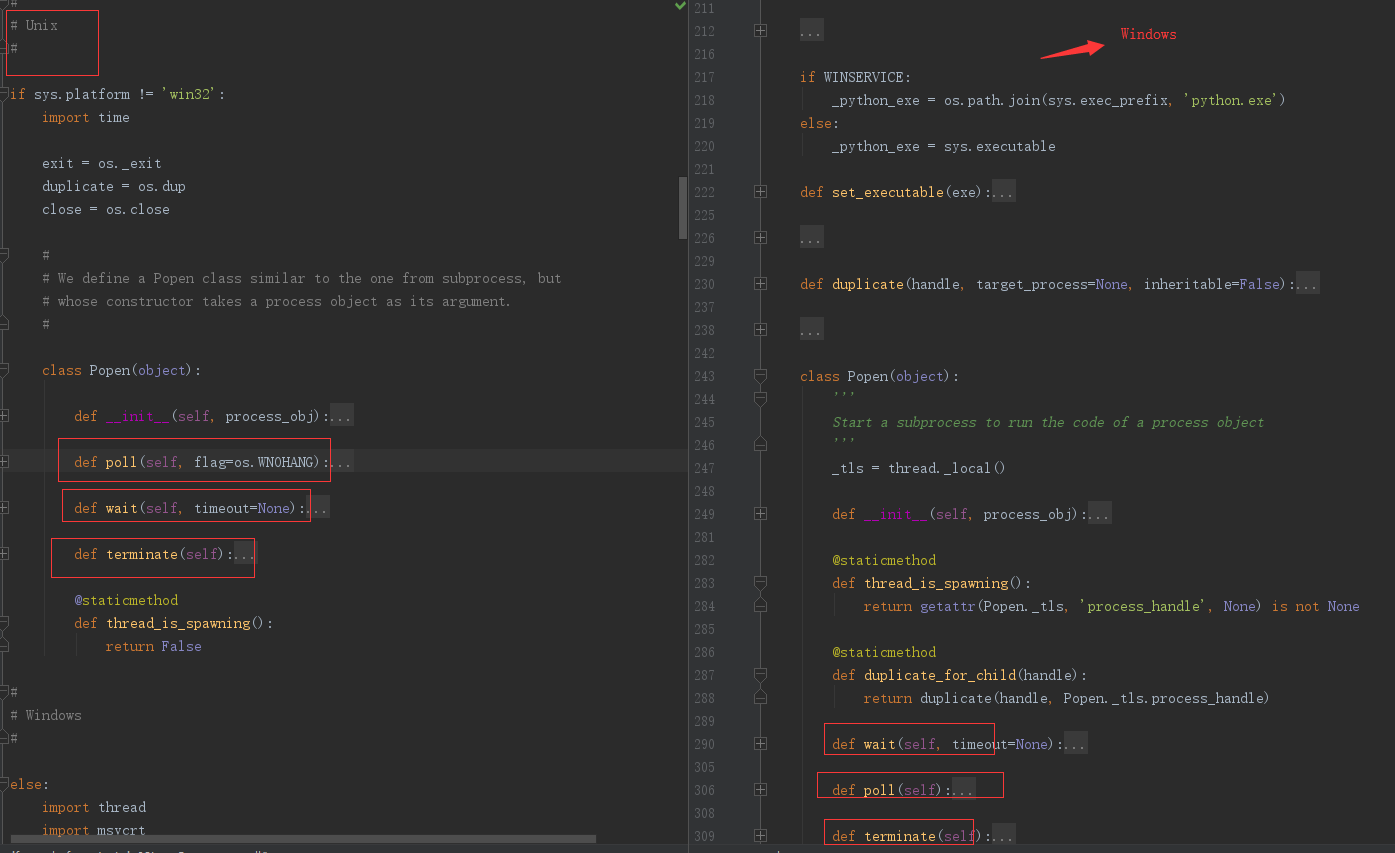 #
# Unix
#
if sys.platform != 'win32':
import time
exit = os._exit
duplicate = os.dup
close = os.close
#
# We define a Popen class similar to the one from subprocess, but
# whose constructor takes a process object as its argument.
#
class Popen(object):
def __init__(self, process_obj):...
def poll(self, flag=os.WNOHANG):...
def wait(self, timeout=None):...
def terminate(self):...
@staticmethod
def thread_is_spawning():
return False
#
# Windows
#
else:
import thread
import msvcrt
211
212 ...
Windows
216
217 if WINSERVICE:
218 _python_exe = os.path.join(sys.exec_prefix, 'python.exe')
219 else:
220 _python_exe = sys.executable
221
222 def set_executable(exe):...
225
226 ...
229
230 def duplicate(handle, target_process=None, inheritable=False):...
237
238 ...
242
243 class Popen(object):
244 '''
245 Start a subprocess to run the code of a process object
246 '''
247 _tls = thread._local()
248
249 def __init__(self, process_obj):...
281
282 @staticmethod
283 def thread_is_spawning():
284 return getattr(Popen._tls, 'process_handle', None) is not None
285
286 @staticmethod
287 def duplicate_for_child(handle):
288 return duplicate(handle, Popen._tls.process_handle)
289
290 def wait(self, timeout=None):...
305
306 def poll(self):...
308
309 def terminate(self):...